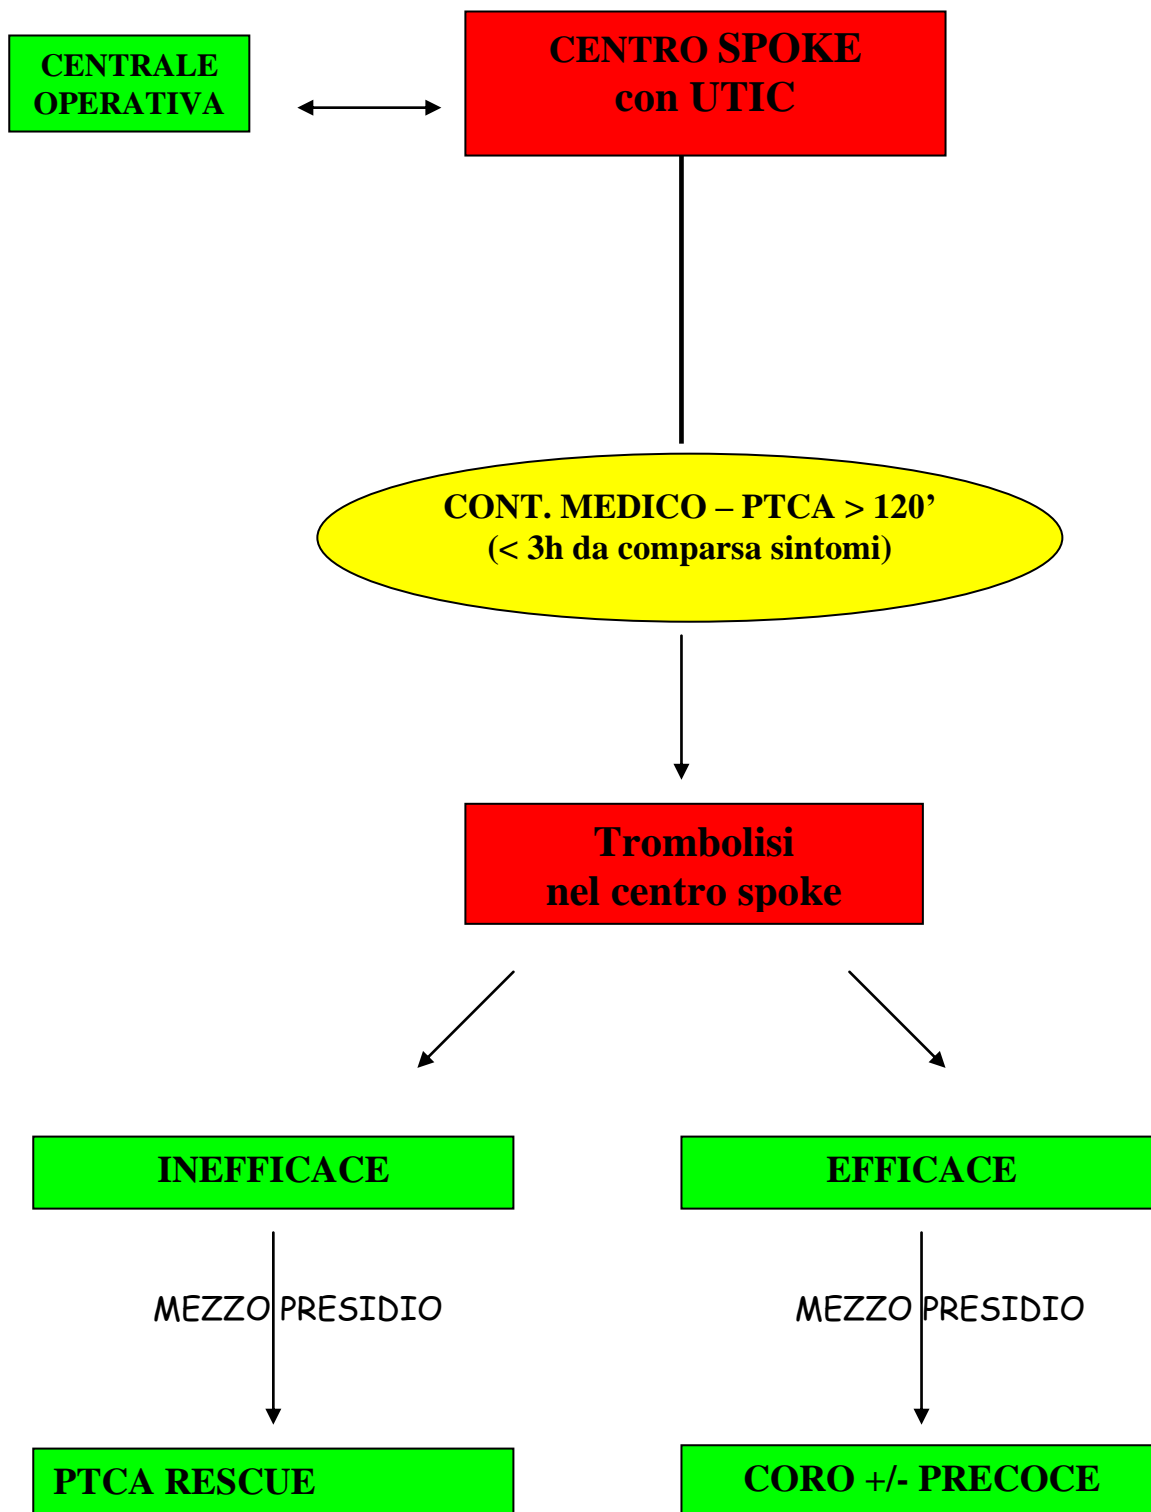 CENTRALE
OPERATIVA
CENTRO SPOKE
con UTIC
CONT. MEDICO – PTCA > 120’
(< 3h da comparsa sintomi)
Trombolisi
nel centro spoke
INEFFICACE
EFFICACE
MEZZO PRESIDIO
MEZZO PRESIDIO
PTCA RESCUE
CORO +/- PRECOCE